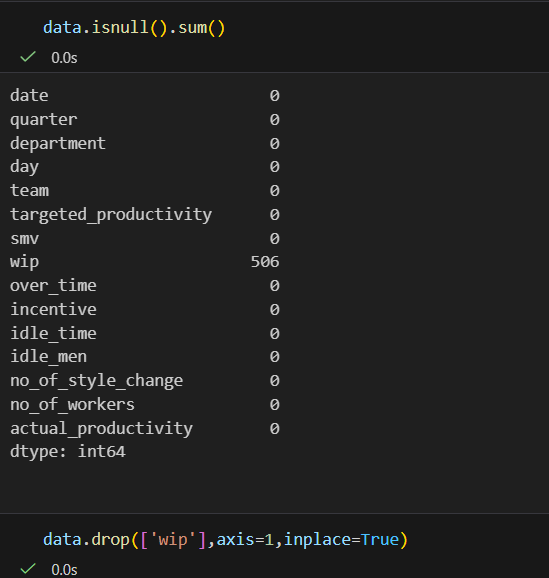 data.isnull().sum()
0.0s
date 0
quarter 0
department 0
day 0
team 0
targeted_productivity 0
smv 0
wip 506
over_time 0
incentive 0
idle_time 0
idle_men 0
no_of_style_change 0
no_of_workers 0
actual_productivity 0
dtype: int64
data.drop(['wip'],axis=1,inplace=True)
0.0s